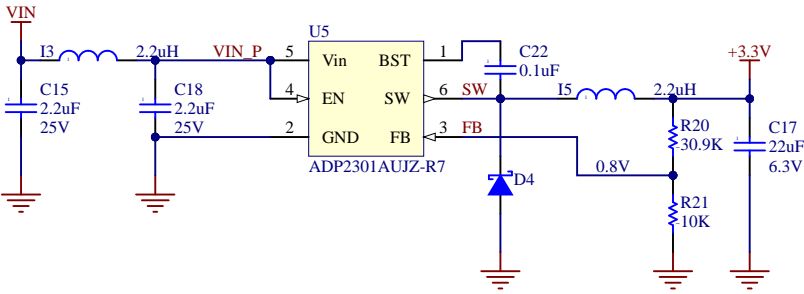 VIN
I3
2.2uH
VIN_P
C15
2.2uF
25V
C18
2.2uF
25V
U5
5
Vin
BST
1
4
EN
SW
6
2
GND
FB
3
ADP2301AUJZ-R7
C22
0.1uF
SW
FB
I5
2.2uH
+3.3V
0.8V
D4
R20
30.9K
R21
10K
C17
22uF
6.3V